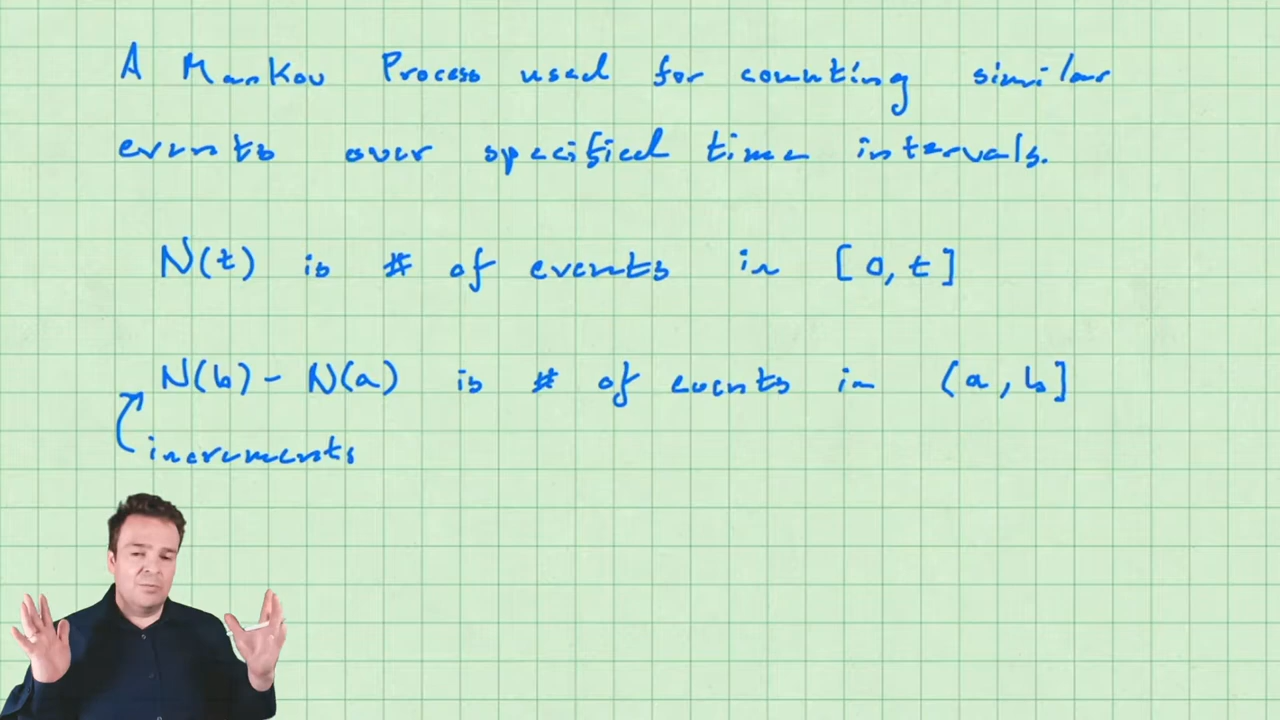 A Markov Process used for counting similar
events over specified time intervals.
N(t) is # of events in [0, t]
N(b) - N(a) is # of events in (a, b]
increments